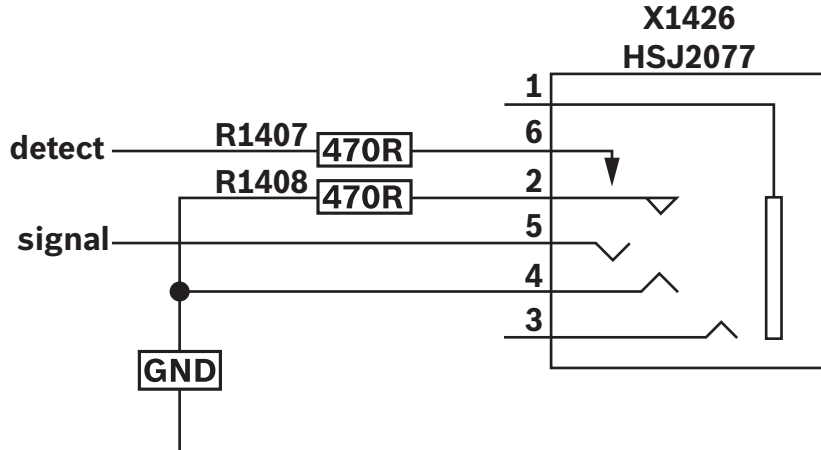 X1426
HSJ2077
1
detect R1407 470R 6
R1408 470R 2
signal 5
4
3
GND